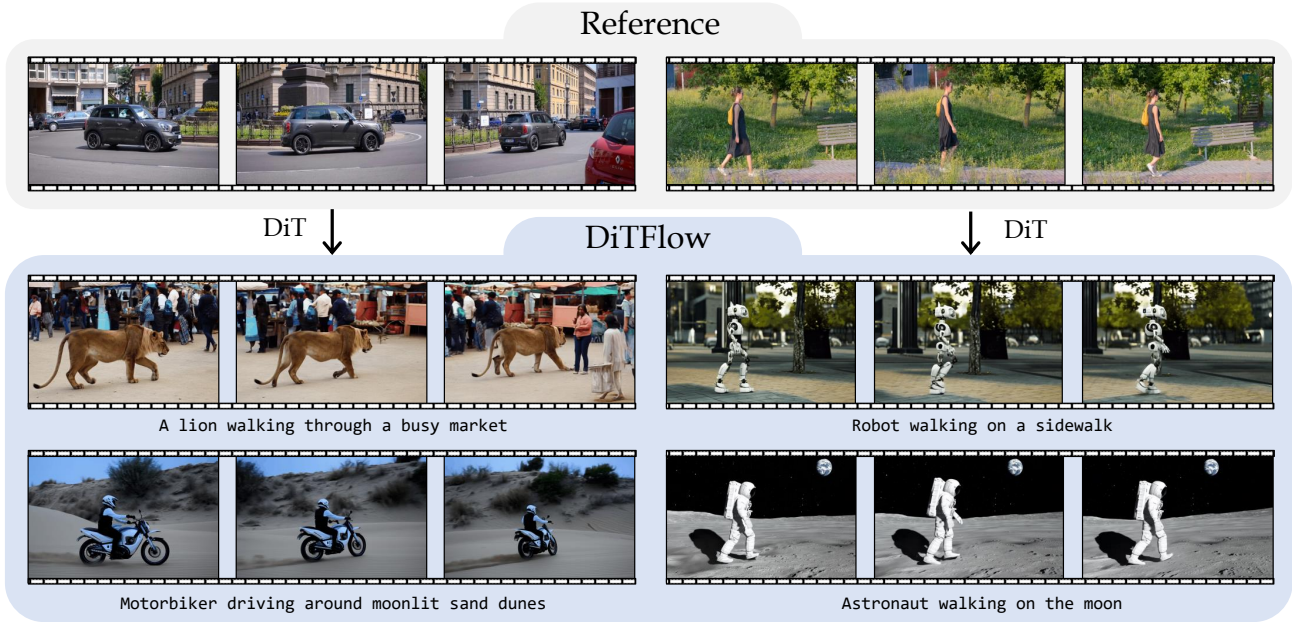 Reference
DiT
DiT
DiTFlow
A lion walking through a busy market
Robot walking on a sidewalk
Motorbiker driving around moonlit sand dunes
Astronaut walking on the moon